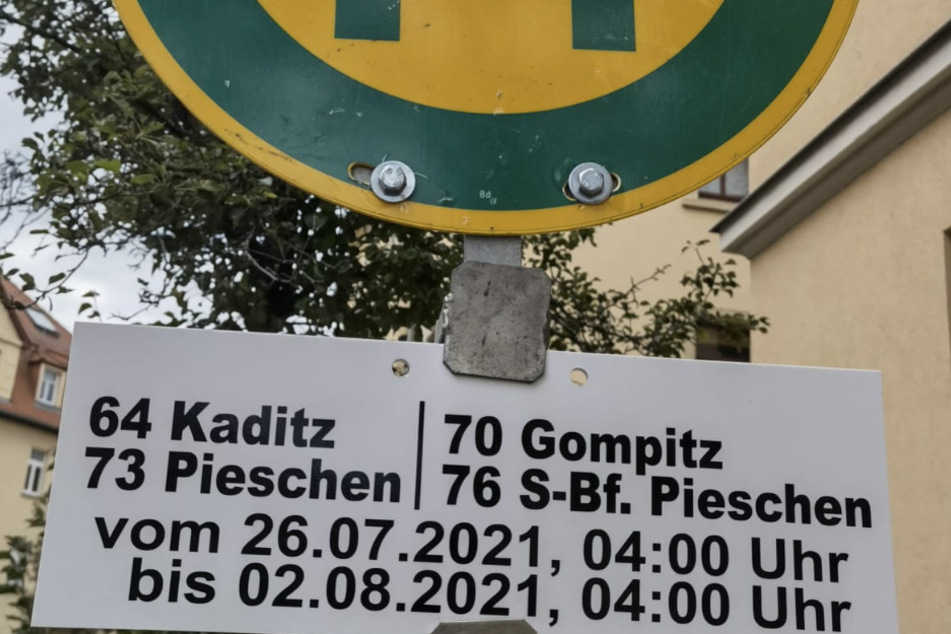 64 Kaditz | 70 Gompitz
73 Pieschen | 76 S-Bf. Pieschen
vom 26.07.2021, 04:00 Uhr
bis 02.08.2021, 04:00 Uhr